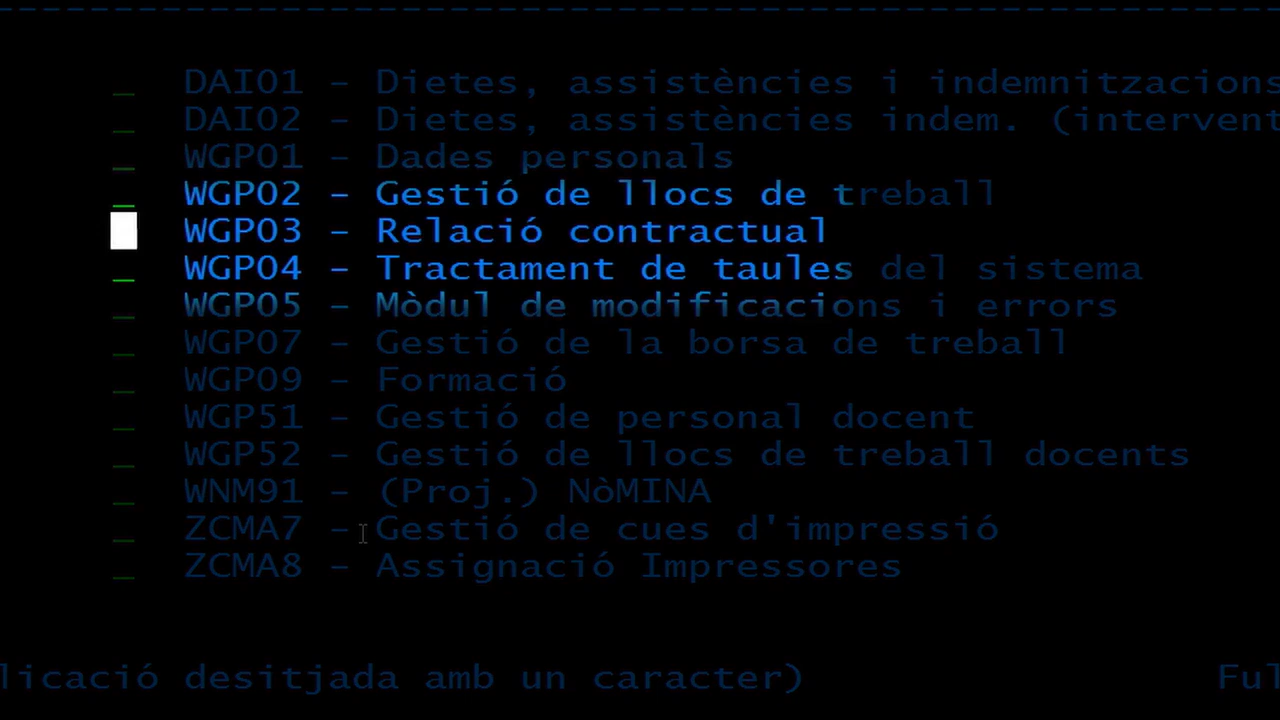 DAI01 – Dietes, assistències i indemnitzacions
DAI02 – Dietes, assistències indem. (intervent
WGP01 – Dades personals
WGP02 – Gestió de llocs de treball
WGP03 – Relació contractual
WGP04 – Tractament de taules del sistema
WGP05 – Mòdul de modificacions i errors
WGP07 – Gestió de la borsa de treball
WGP09 – Formació
WGP51 – Gestió de personal docent
WGP52 – Gestió de llocs de treball docents
WNM91 – (Proj.) NòMINA
ZCMA7 – Gestió de cues d'impressió
ZCMA8 – Assignació Impressores
licació desitjada amb un caracter) Ful